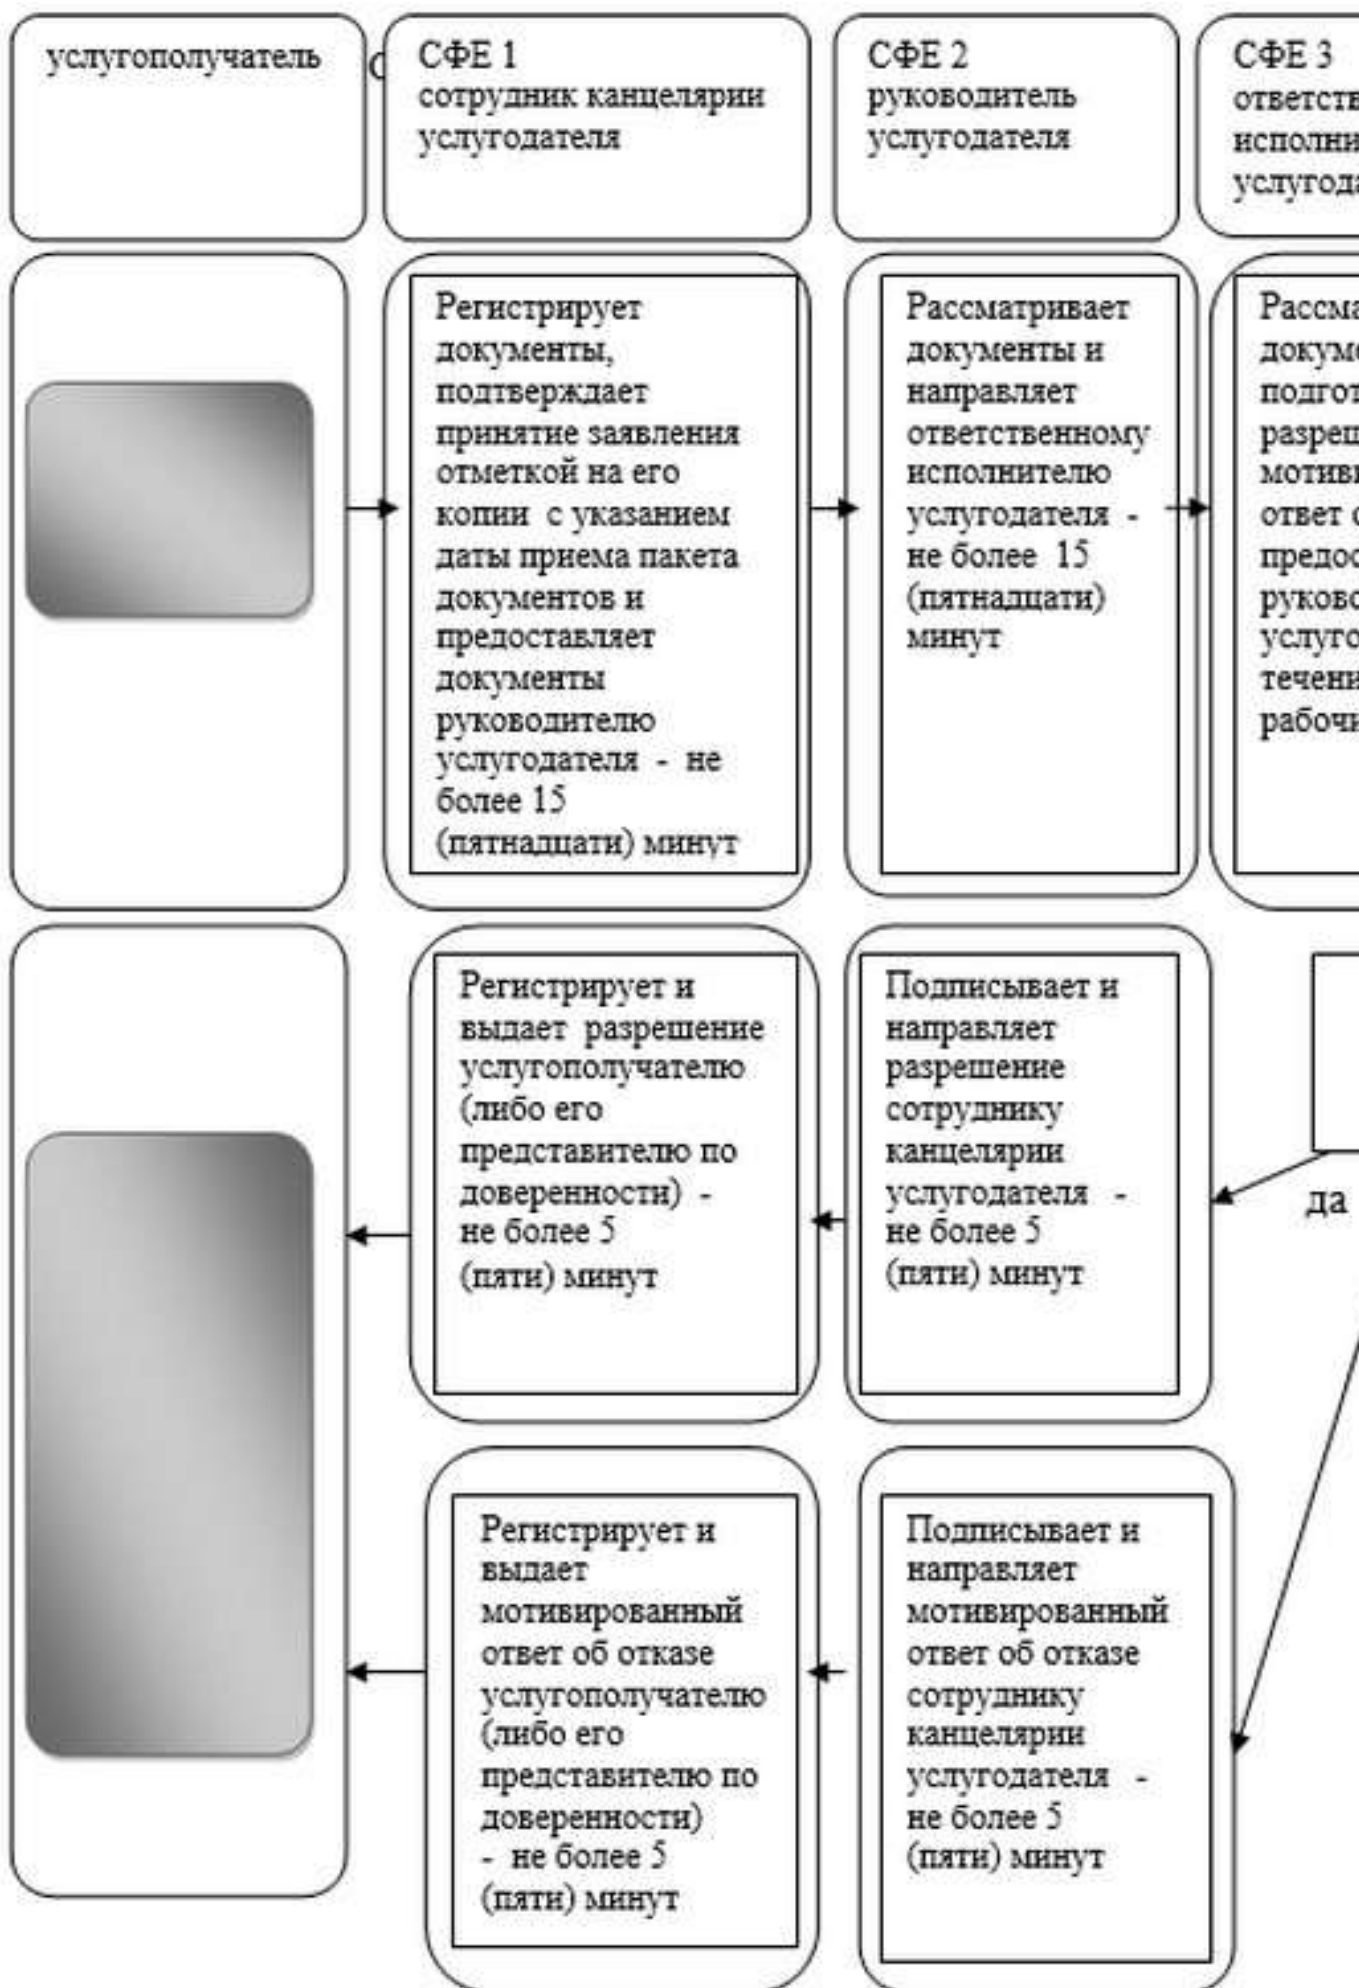 услугополучатель
СФЕ 1
сотрудник канцелярии
услугодателя
СФЕ 2
руководитель
услугодателя
СФЕ 3
Регистрирует
документы,
подтверждает
принятие заявления
отметкой на его
копии с указанием
даты приема пакета
документов и
предоставляет
документы
руководителю
услугодателя - не
более 15
(пятнадцати) минут
Рассматривает
документы и
направляет
ответственному
исполнителю
услугодателя -
не более 15
(пятнадцати)
минут
Регистрирует и
выдает разрешение
услугополучателю
(либо его
представителю по
доверенности) -
не более 5
(пяти) минут
Подписывает и
направляет
разрешение
сотруднику
канцелярии
услугодателя -
не более 5
(пяти) минут
да
Регистрирует и
выдает
мотивированный
ответ об отказе
услугополучателю
(либо его
представителю по
доверенности)
- не более 5
(пяти) минут
Подписывает и
направляет
мотивированный
ответ об отказе
сотруднику
канцелярии
услугодателя -
не более 5
(пяти) минут